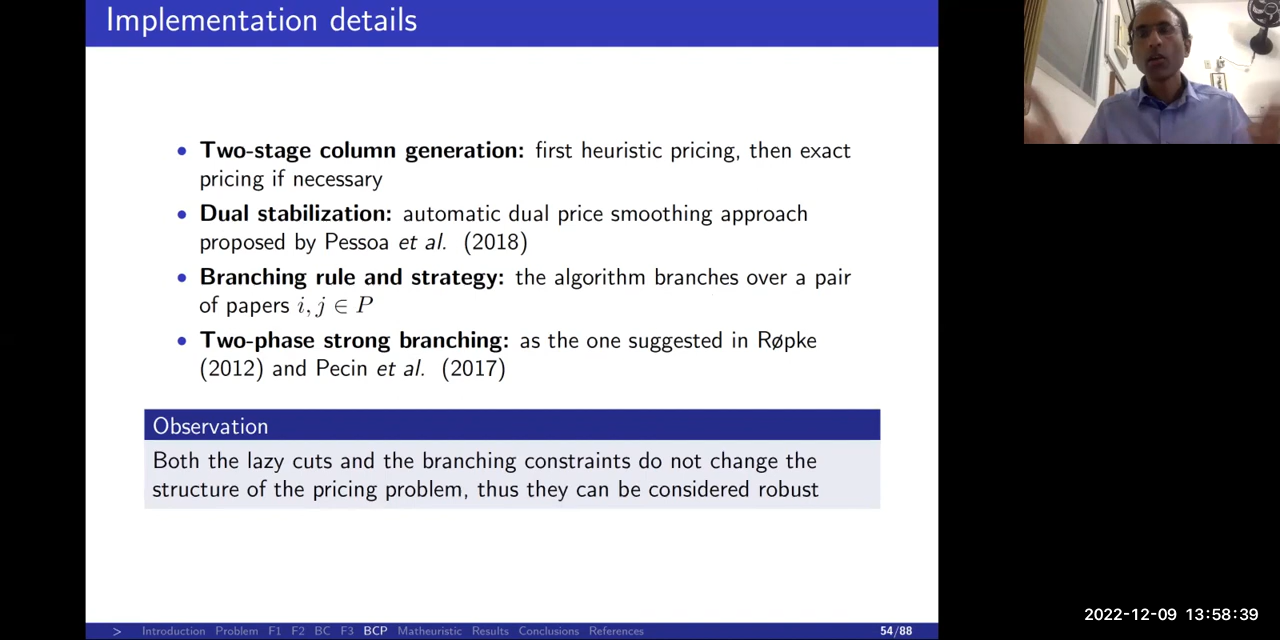 Implementation details
• Two-stage column generation: first heuristic pricing, then exact
pricing if necessary
• Dual stabilization: automatic dual price smoothing approach
proposed by Pessoa et al. (2018)
• Branching rule and strategy: the algorithm branches over a pair
of papers i, j ∈ P
• Two-phase strong branching: as the one suggested in Røpke
(2012) and Pecin et al. (2017)
Observation
Both the lazy cuts and the branching constraints do not change the
structure of the pricing problem, thus they can be considered robust
2022-12-09 13:58:39
> Introduction Problem F1 F2 BC F3 BCP Matheuristic Results Conclusions References 54/88